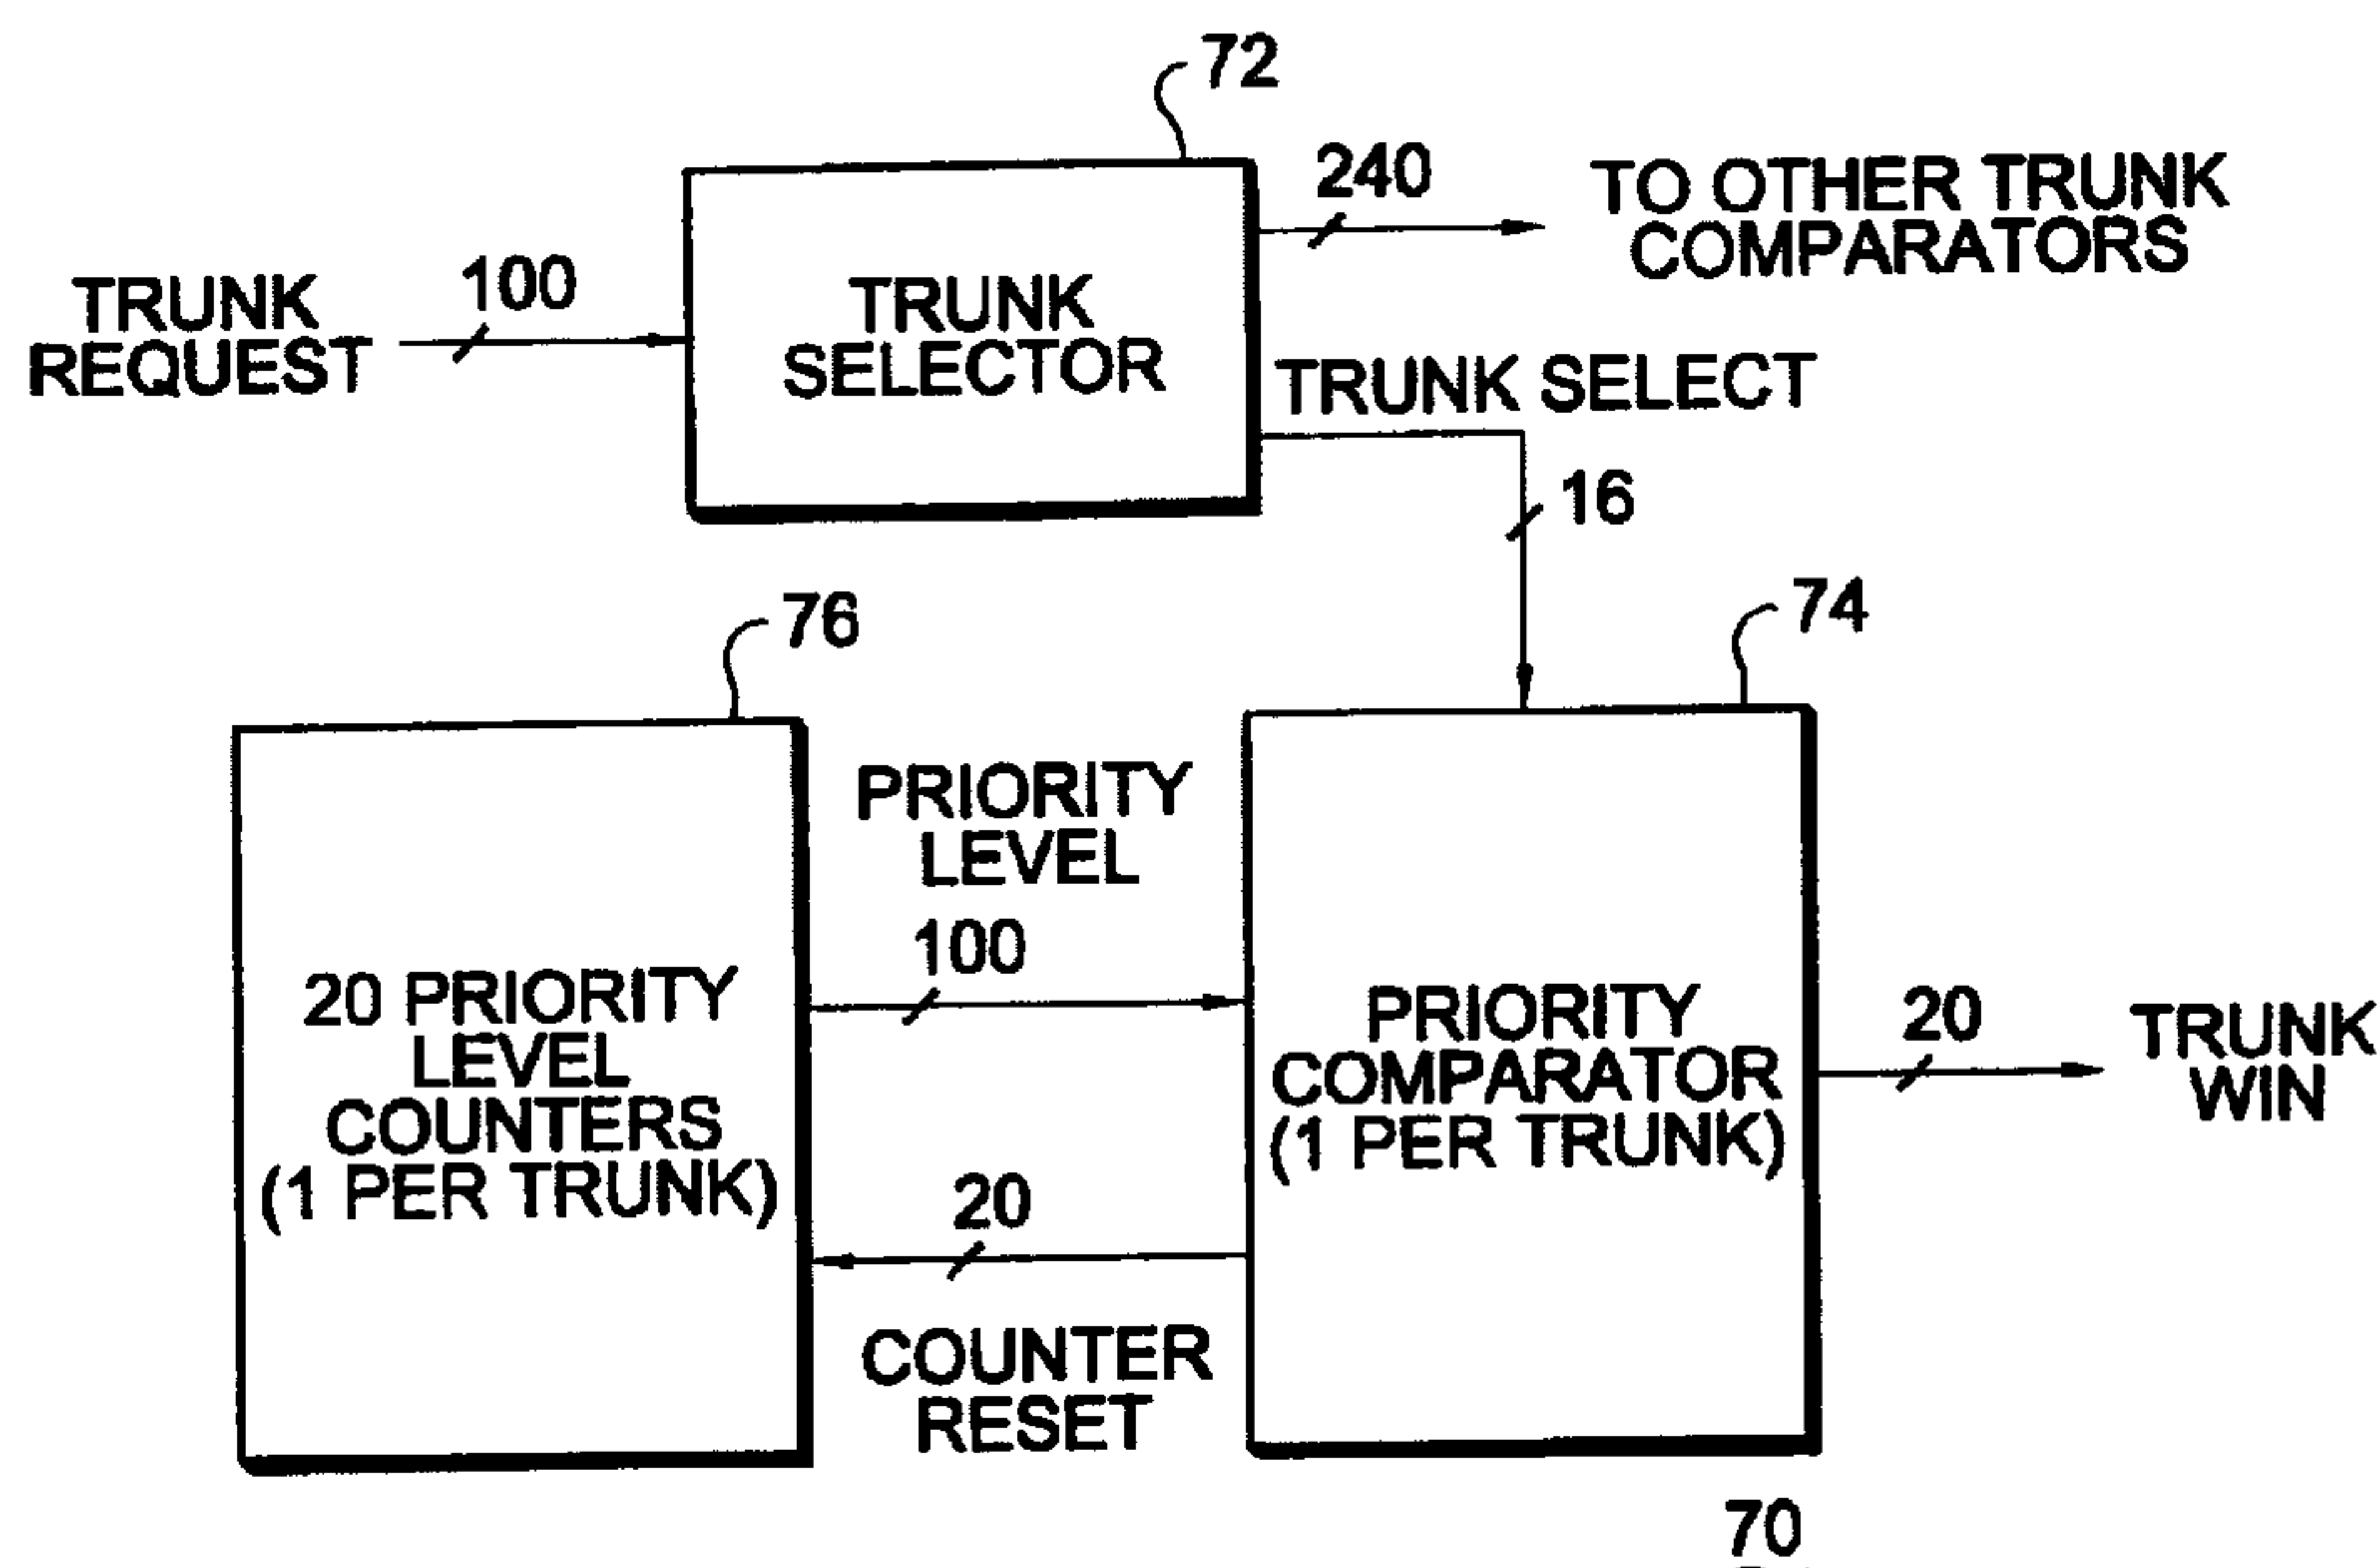 72
240
TO OTHER TRUNK
COMPARATORS
TRUNK
REQUEST
100
TRUNK
SELECTOR
TRUNK SELECT
16
76
74
PRIORITY
LEVEL
100
20 PRIORITY
LEVEL
COUNTERS
(1 PER TRUNK)
PRIORITY
COMPARATOR
(1 PER TRUNK)
20
TRUNK
WIN
20
COUNTER
RESET
70